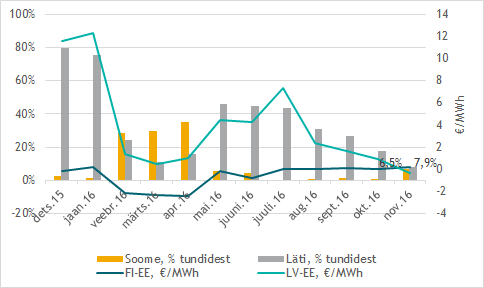 100%
80%
60%
40%
20%
0%
-20%
14
12
10
8
6
4
2
0
-2
-4
€/MWh
6,5%
7,9%
dets.15
jaan.16
veebr.16
märts.16
apr.16
mai.16
juuni.16
juuli.16
aug.16
sept.16
okt.16
nov.16
Soome, % tundidest
Läti, % tundidest
FI-EE, €/MWh
LV-EE, €/MWh